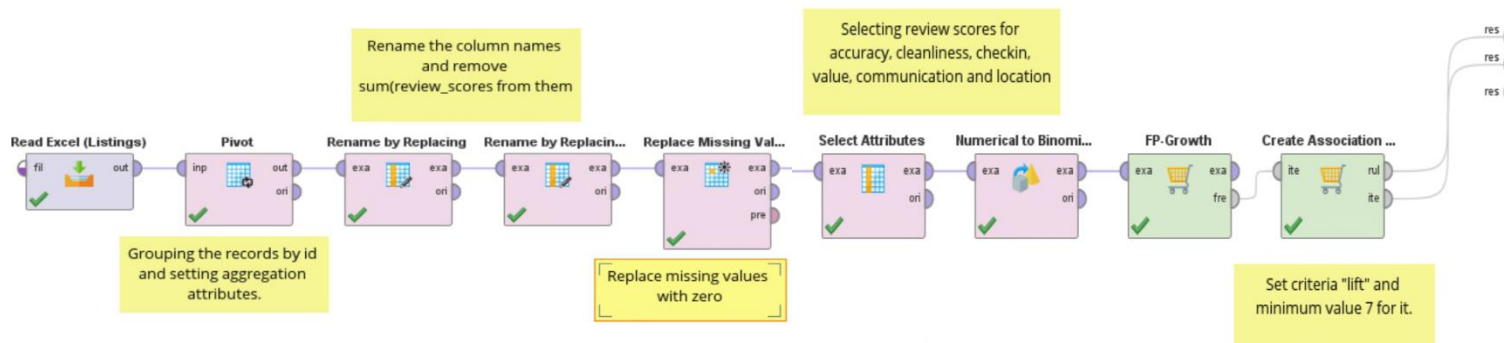 Rename the column names
and remove
sum(review_scores from them
Selecting review scores for
accuracy, cleanliness, checkin,
value, communication and location
res
res
res
Read Excel (Listings)
fil
out
Pivot
inp
out
ori
Rename by Replacing
exa
exa
ori
Rename by Replacin...
exa
exa
ori
Replace Missing Val...
exa
exa
ori
pre
Select Attributes
exa
exa
ori
Numerical to Binomi...
exa
exa
ori
FP-Growth
exa
exa
fre
Create Association ...
ite
rul
ite
Grouping the records by id
and setting aggregation
attributes.
Replace missing values
with zero
Set criteria "lift" and
minimum value 7 for it.